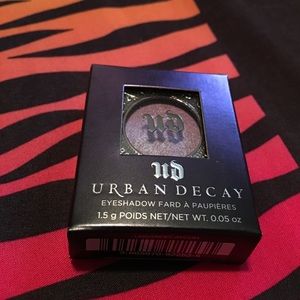 UD
UD
URBAN DECAY
EYESHADOW FARD À PAUPIÈRES
1.5 g POIDS NET/NET WT. 0.05 oz